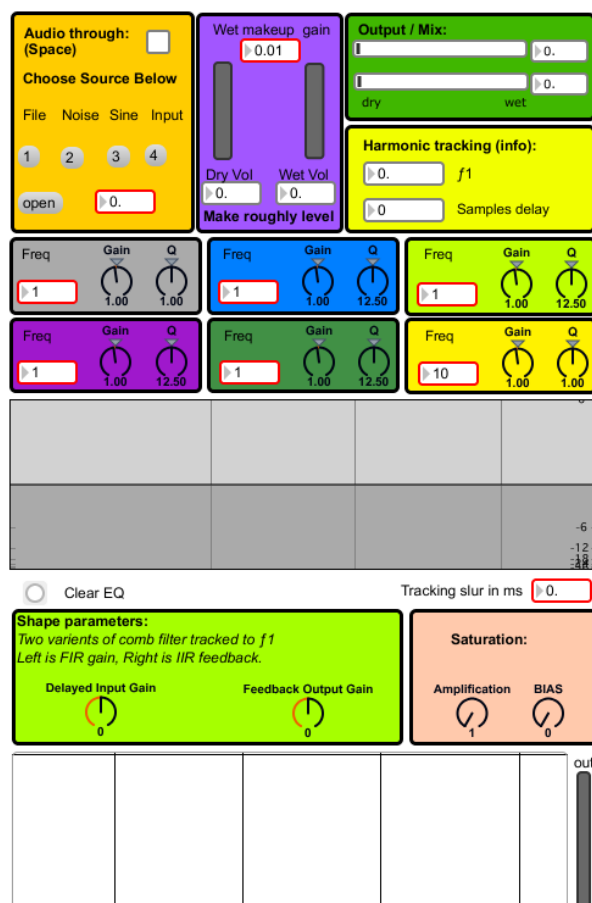 Audio through:
(Space)
Choose Source Below
File Noise Sine Input
1 2 3 4
open 0.
Wet makeup gain
0.01
Dry Vol Wet Vol
0. 0.
Make roughly level
Output / Mix:
0.
0.
dry wet
Harmonic tracking (info):
0. ƒ1
0 Samples delay
Freq Gain Q
1 1.00 1.00
Freq Gain Q
1 1.00 12.50
Freq Gain Q
1 1.00 12.50
Freq Gain Q
1 1.00 12.50
Freq Gain Q
1 1.00 12.50
Freq Gain Q
10 1.00 1.00
-6
-12
-18
Clear EQ Tracking slur in ms 0.
Shape parameters:
Two varients of comb filter tracked to ƒ1
Left is FIR gain, Right is IIR feedback.
Delayed Input Gain Feedback Output Gain
0 0
Saturation:
Amplification BIAS
1 0
out